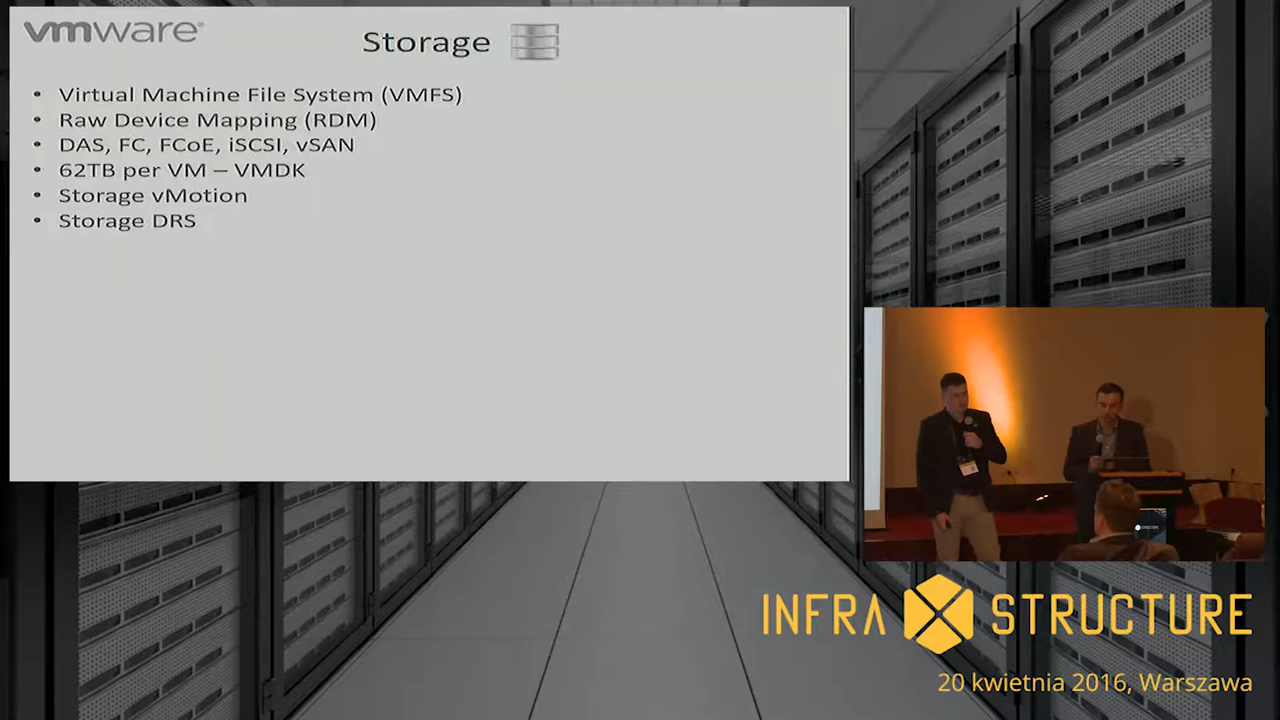 vmware®
Storage
• Virtual Machine File System (VMFS)
• Raw Device Mapping (RDM)
• DAS, FC, FCoE, iSCSI, vSAN
• 62TB per VM – VMDK
• Storage vMotion
• Storage DRS
INFRA STRUCTURE
20 kwietnia 2016, Warszawa